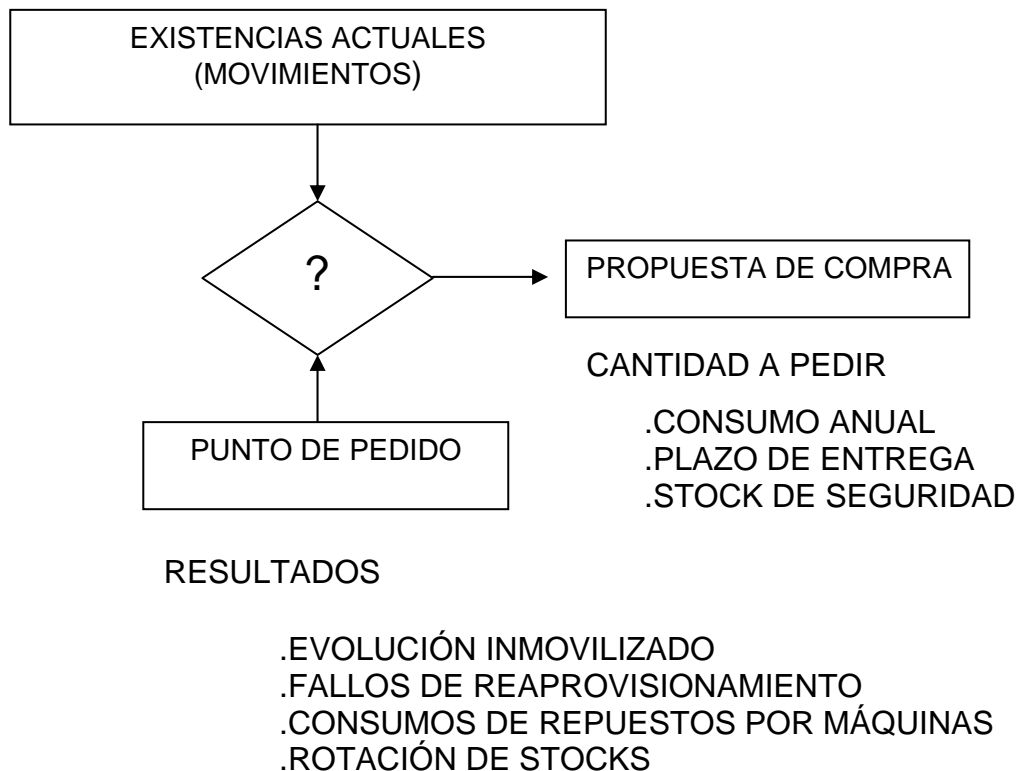 EXISTENCIAS ACTUALES
(MOVIMIENTOS)
?
PROPUESTA DE COMPRA
CANTIDAD A PEDIR
.CONSUMO ANUAL
.PLAZO DE ENTREGA
.STOCK DE SEGURIDAD
PUNTO DE PEDIDO
RESULTADOS
.EVOLUCIÓN INMOVILIZADO
.FALLOS DE REAPROVISIONAMIENTO
.CONSUMOS DE REPUESTOS POR MÁQUINAS
.ROTACIÓN DE STOCKS